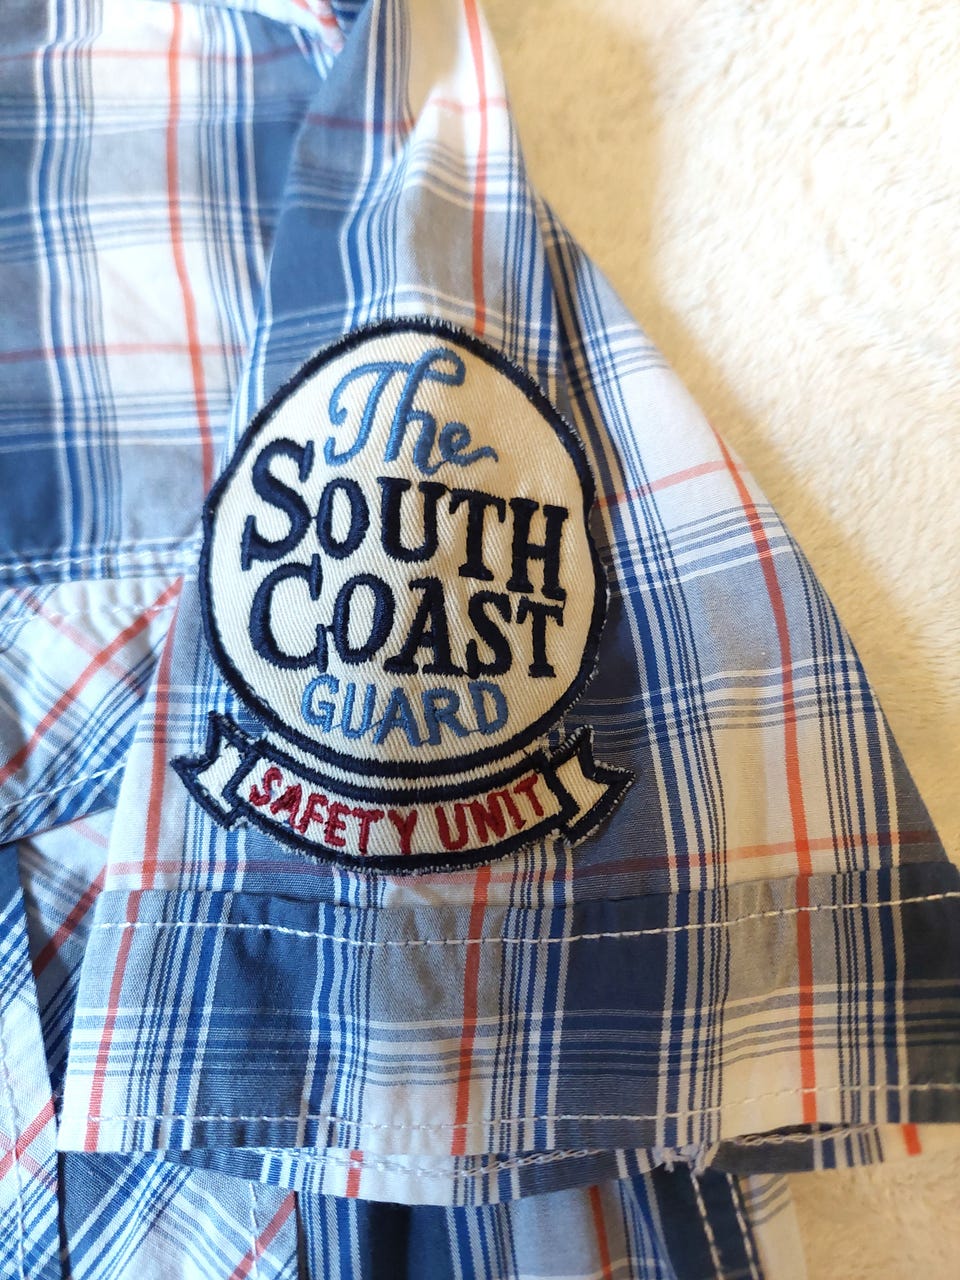 The
SOUTH
COAST
GUARD
SAFETY UNIT